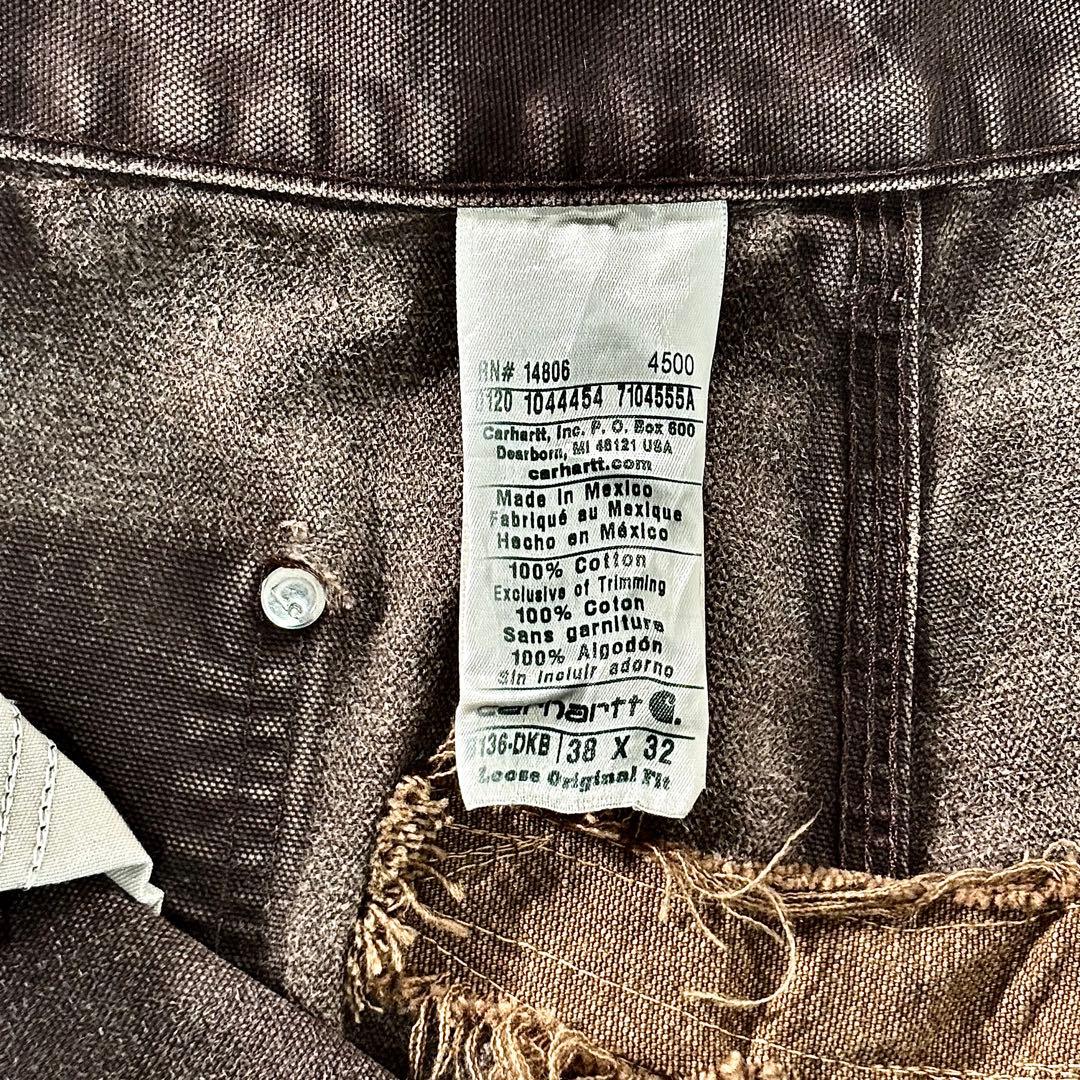 RN# 14806 4500
0120 1044454 7104555A
Carhartt, Inc. P. O. Box 600
Dearborn, MI 48121 USA
carhartt.com
Made in Mexico
Fabriqué au Mexique
Hecho en México
100% Cotton
Exclusive of Trimming
100% Coton
Sans garniture
100% Algodón
Sin incluir adorno
carhartt
B136-DKB 38 X 32
Loose Original Fit